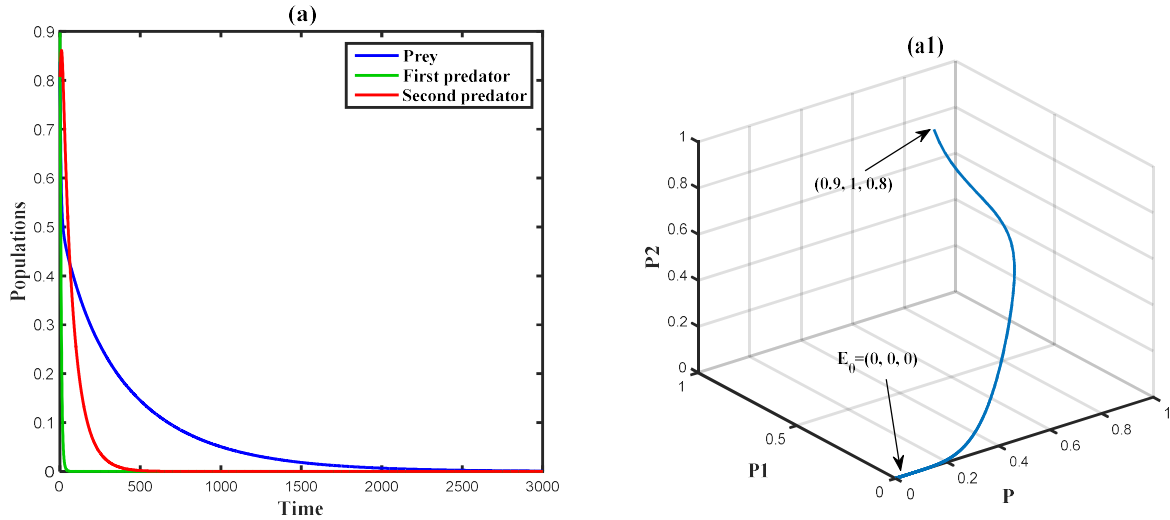 (a)
0.9
0.8
0.7
0.6
0.5
0.4
0.3
0.2
0.1
0
Populations
Prey
First predator
Second predator
0 500 1000 1500 2000 2500 3000
Time
(a1)
1
0.8
0.6
0.4
0.2
0
P2
(0.9, 1, 0.8)
E0=(0, 0, 0)
1
0.5
0
P1
0 0.2 0.4 0.6 0.8 1
P